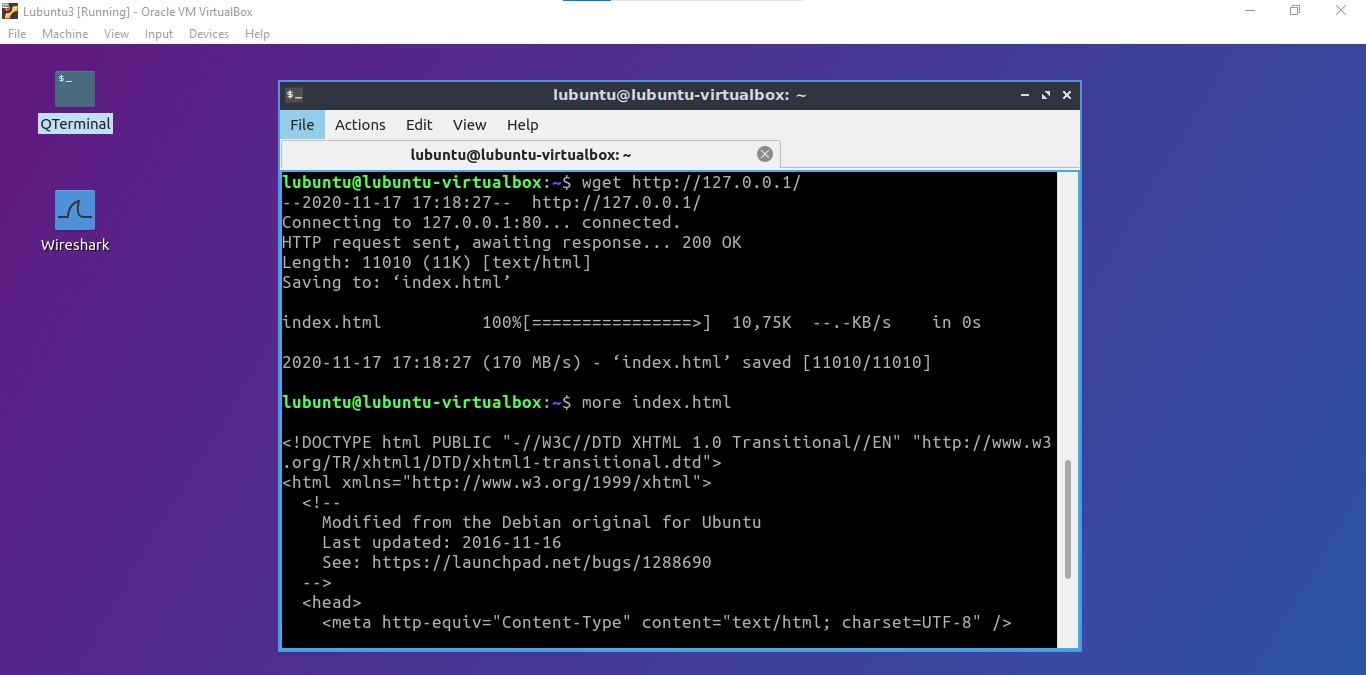 Lubuntu3 [Running] - Oracle VM VirtualBox
File Machine View Input Devices Help
$_
QTerminal
Wireshark
$_ lubuntu@lubuntu-virtualbox: ~
File Actions Edit View Help
lubuntu@lubuntu-virtualbox: ~
lubuntu@lubuntu-virtualbox:~$ wget http://127.0.0.1/
--2020-11-17 17:18:27-- http://127.0.0.1/
Connecting to 127.0.0.1:80... connected.
HTTP request sent, awaiting response... 200 OK
Length: 11010 (11K) [text/html]
Saving to: ‘index.html’
index.html 100%[================>] 10,75K --.-KB/s in 0s
2020-11-17 17:18:27 (170 MB/s) - ‘index.html’ saved [11010/11010]
lubuntu@lubuntu-virtualbox:~$ more index.html
<!DOCTYPE html PUBLIC "-//W3C//DTD XHTML 1.0 Transitional//EN" "http://www.w3
.org/TR/xhtml1/DTD/xhtml1-transitional.dtd">
<html xmlns="http://www.w3.org/1999/xhtml">
<!--
Modified from the Debian original for Ubuntu
Last updated: 2016-11-16
See: https://launchpad.net/bugs/1288690
-->
<head>
<meta http-equiv="Content-Type" content="text/html; charset=UTF-8" />